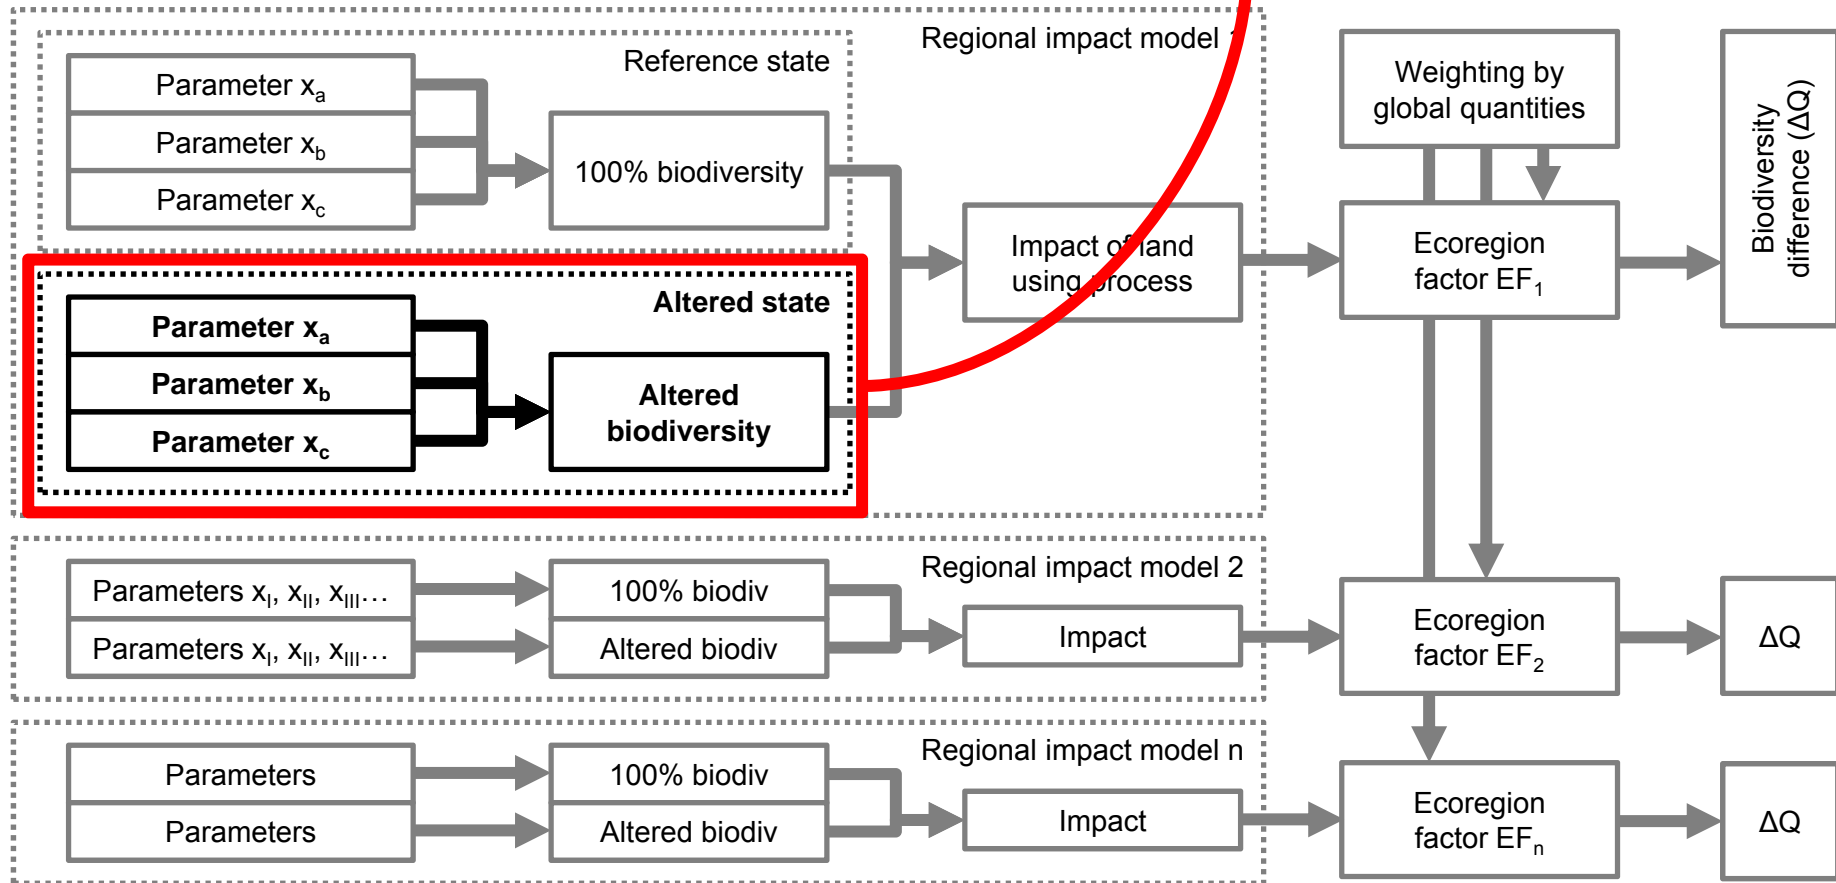 Regional impact model 1
Reference state
Parameter xa
Parameter xb
Parameter xc
100% biodiversity
Impact of land
using process
Weighting by
global quantities
Ecoregion
factor EF1
Biodiversity
difference (ΔQ)
Altered state
Parameter xa
Parameter xb
Parameter xc
Altered
biodiversity
Regional impact model 2
Parameters xI, xII, xIII…
Parameters xI, xII, xIII…
100% biodiv
Altered biodiv
Impact
Ecoregion
factor EF2
ΔQ
Regional impact model n
Parameters
Parameters
100% biodiv
Altered biodiv
Impact
Ecoregion
factor EFn
ΔQ